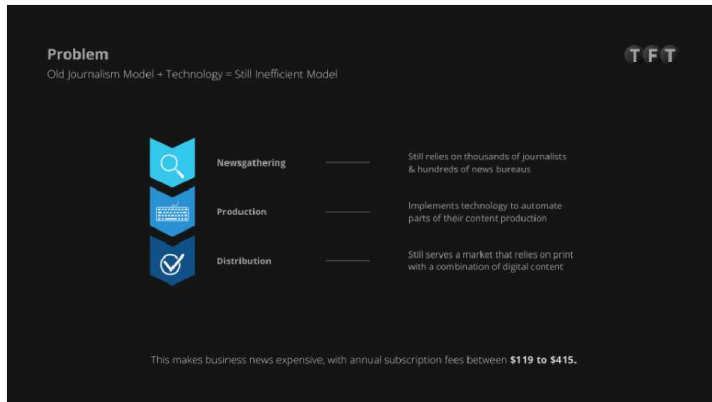 Problem
TFT
Old Journalism Model + Technology = Still Inefficient Model
Newsgathering
Still relies on thousands of journalists
& hundreds of news bureaus
Production
Implements technology to automate
parts of their content production
Distribution
Still serves a market that relies on print
with a combination of digital content
This makes business news expensive, with annual subscription fees between $119 to $415.